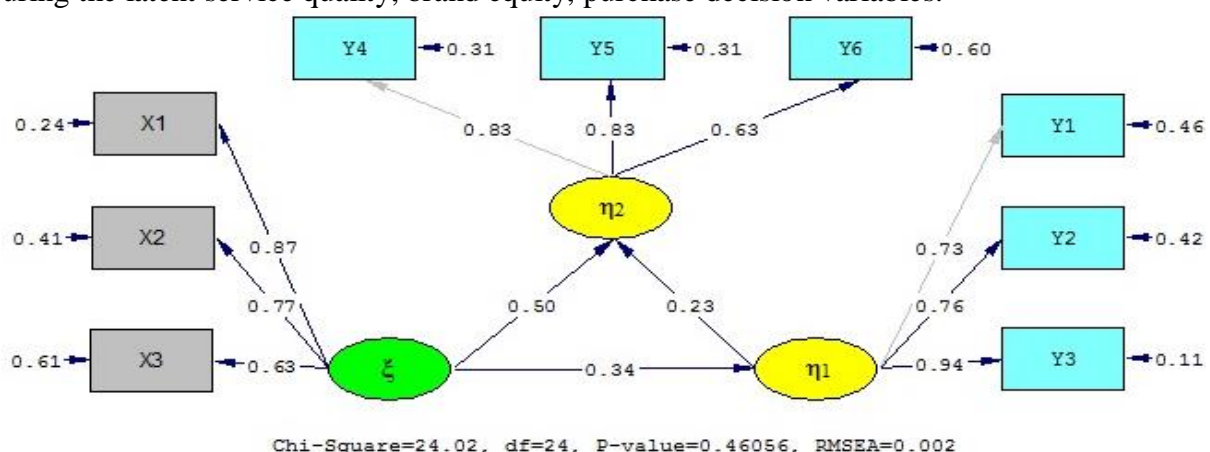 uring the latent service quality, brand equity, purchase decision variables.
Y4 0.31 Y5 0.31 Y6 0.60
0.24 X1 0.83 0.83 0.63 Y1 0.46
η2
0.41 X2 0.87 0.73 Y2 0.42
0.77 0.50 0.23 0.76
0.61 X3 0.63 ξ 0.34 η1 0.94 Y3 0.11
Chi-Square=24.02, df=24, P-value=0.46056, RMSEA=0.002